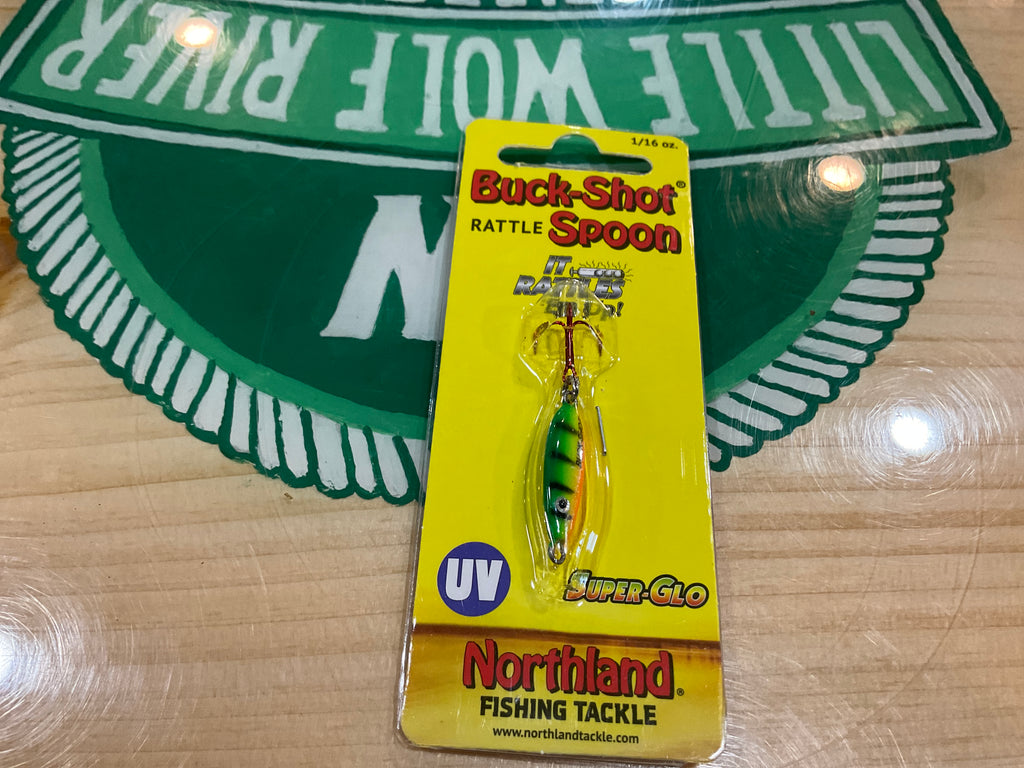 LITTLE WOLF RIVER
1/16 oz.
Buck-Shot®
RATTLE Spoon
IT
RATTLES
UV
SUPER-GLO
Northland®
FISHING TACKLE
www.northlandtackle.com